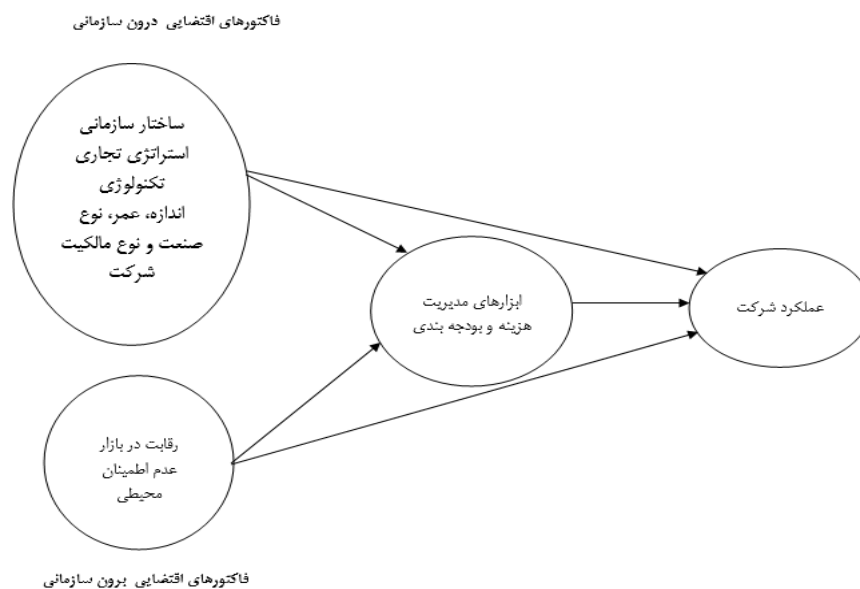 فاکتورهای اقتضایی درون سازمانی
ساختار سازمانی
استراتژی تجاری
تکنولوژی
اندازه، عمر، نوع
صنعت و نوع مالکیت
شرکت
ابزارهای مدیریت
هزینه و بودجه بندی
عملکرد شرکت
رقابت در بازار
عدم اطمینان
محیطی
فاکتورهای اقتضایی برون سازمانی